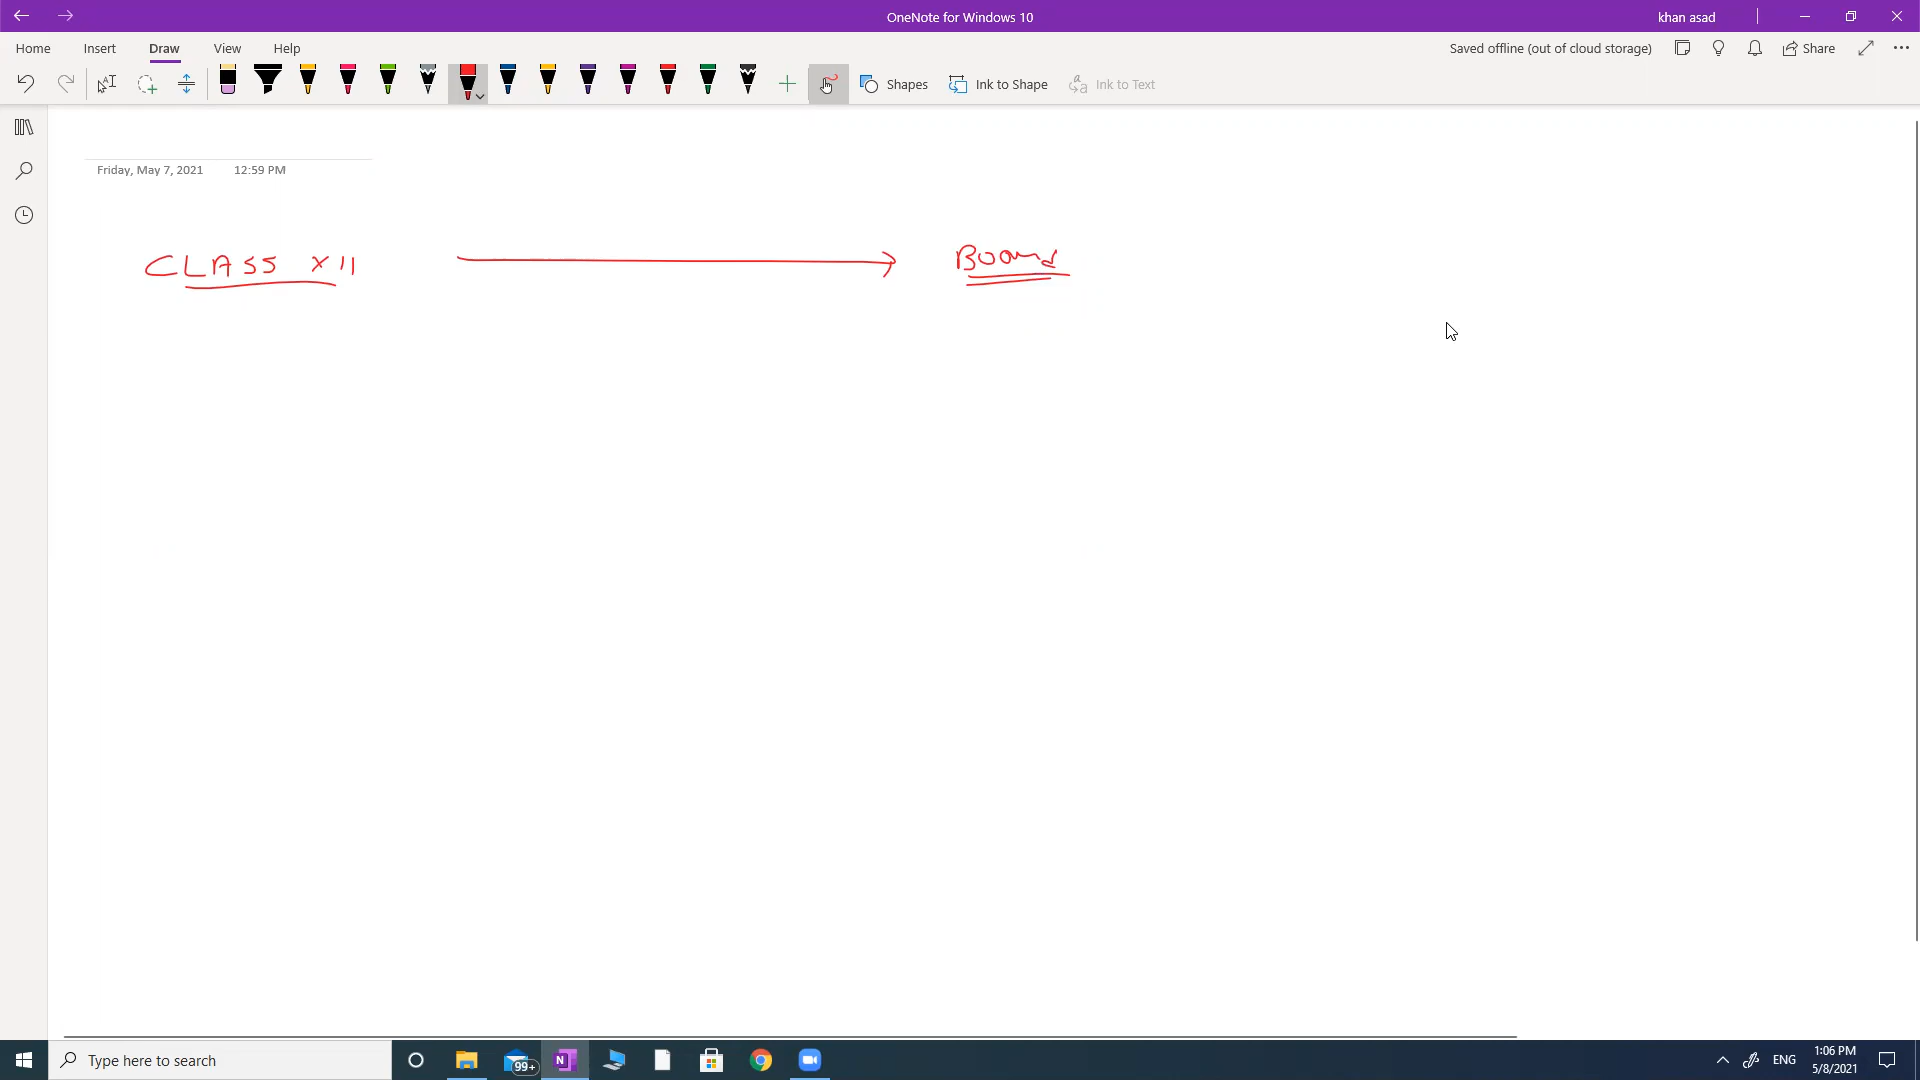 OneNote for Windows 10
khan asad
Home Insert Draw View Help
Saved offline (out of cloud storage)
Share
Shapes
Ink to Shape
Ink to Text
Friday, May 7, 2021 12:59 PM
CLASS XII
Board
Type here to search
99+
N
ENG
1:06 PM
5/8/2021